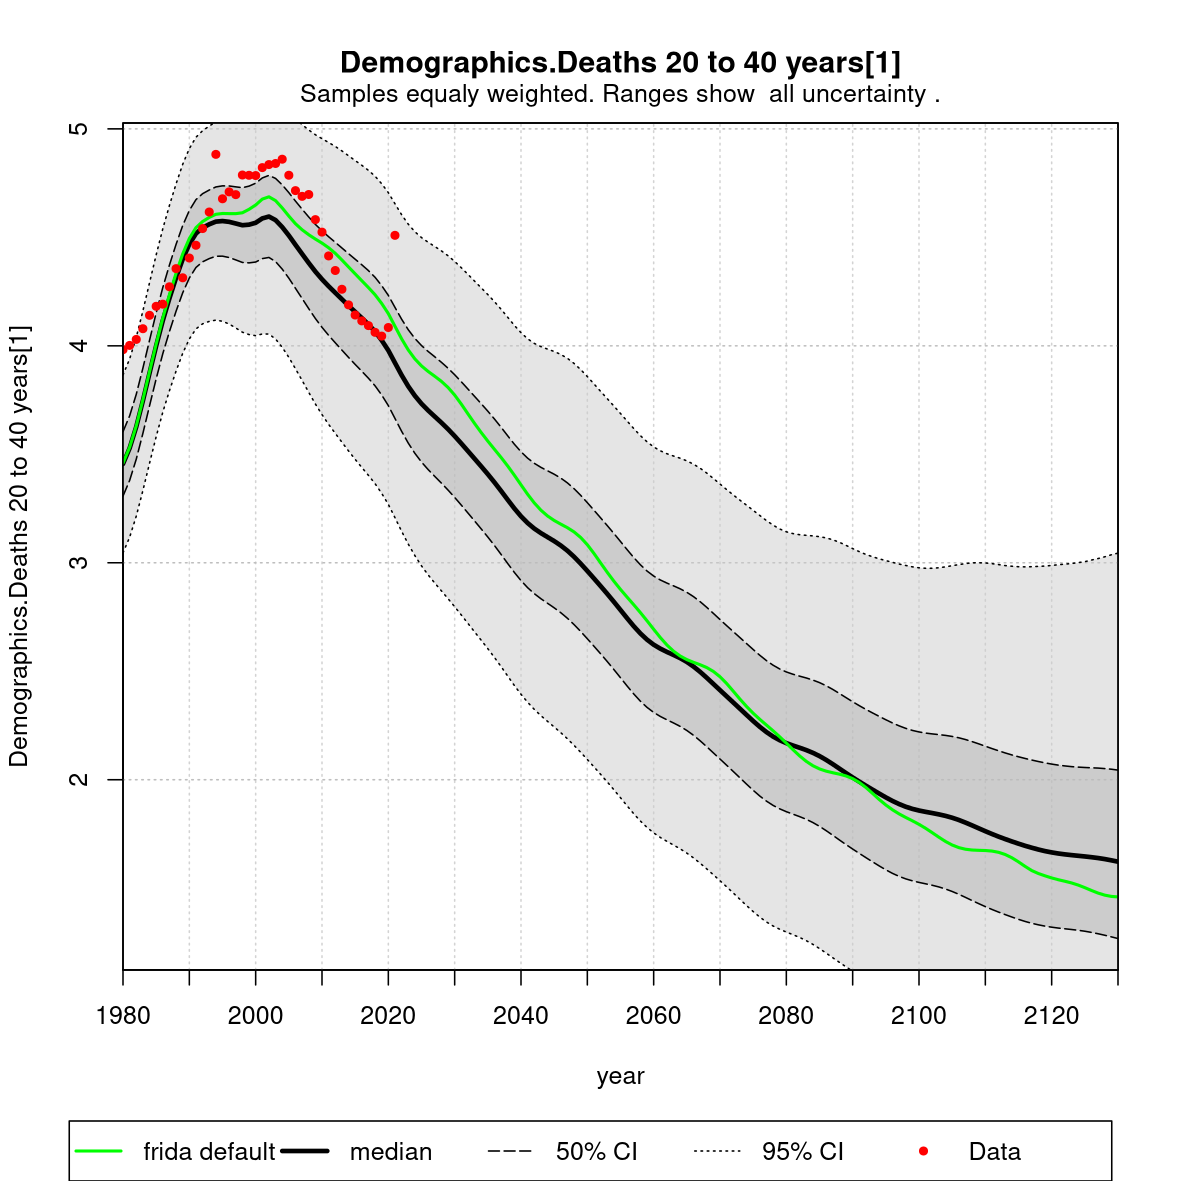 Demographics.Deaths 20 to 40 years[1]
Samples equaly weighted. Ranges show  all uncertainty .
Demographics.Deaths 20 to 40 years[1]
5
4
3
2
1980 2000 2020 2040 2060 2080 2100 2120
year
frida default median 50% CI 95% CI Data